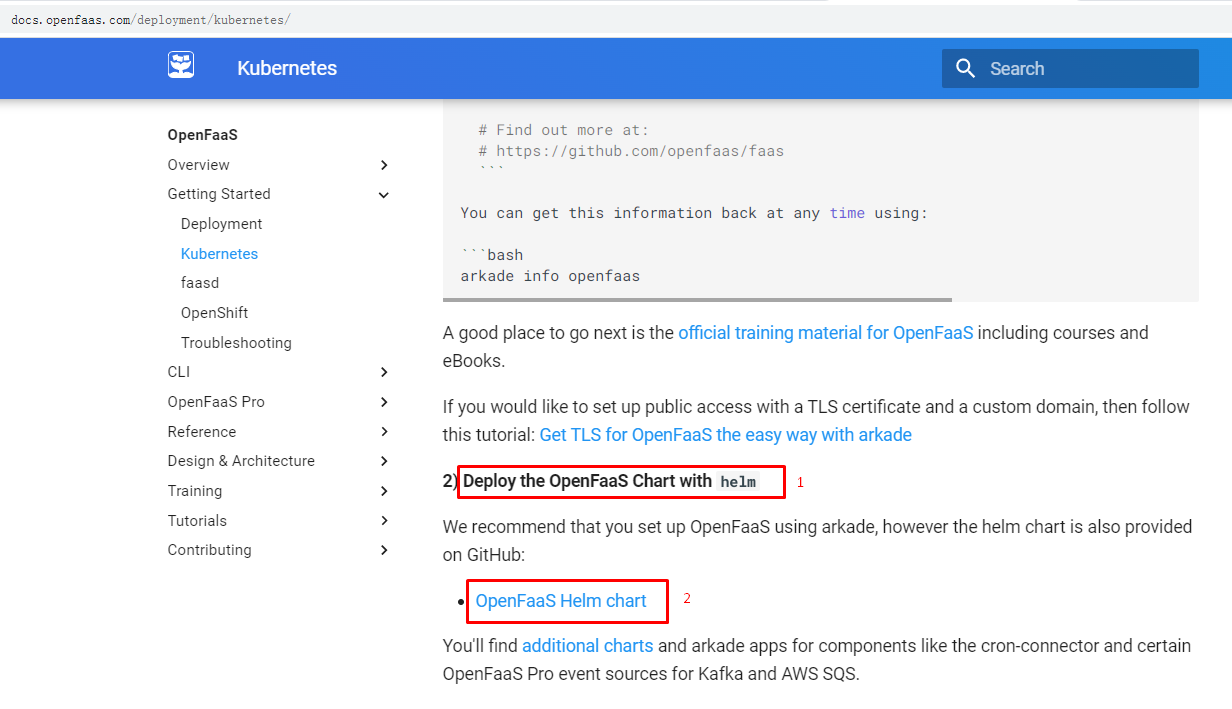 docs.openfaas.com/deployment/kubernetes/
Kubernetes
Search
OpenFaaS
Overview
Getting Started
Deployment
Kubernetes
faasd
OpenShift
Troubleshooting
CLI
OpenFaaS Pro
Reference
Design & Architecture
Training
Tutorials
Contributing
# Find out more at:
# https://github.com/openfaas/faas
```
You can get this information back at any time using:
```bash
arkade info openfaas
A good place to go next is the official training material for OpenFaaS including courses and
eBooks.
If you would like to set up public access with a TLS certificate and a custom domain, then follow
this tutorial: Get TLS for OpenFaaS the easy way with arkade
2) Deploy the OpenFaaS Chart with helm 1
We recommend that you set up OpenFaaS using arkade, however the helm chart is also provided
on GitHub:
• OpenFaaS Helm chart 2
You'll find additional charts and arkade apps for components like the cron-connector and certain
OpenFaaS Pro event sources for Kafka and AWS SQS.